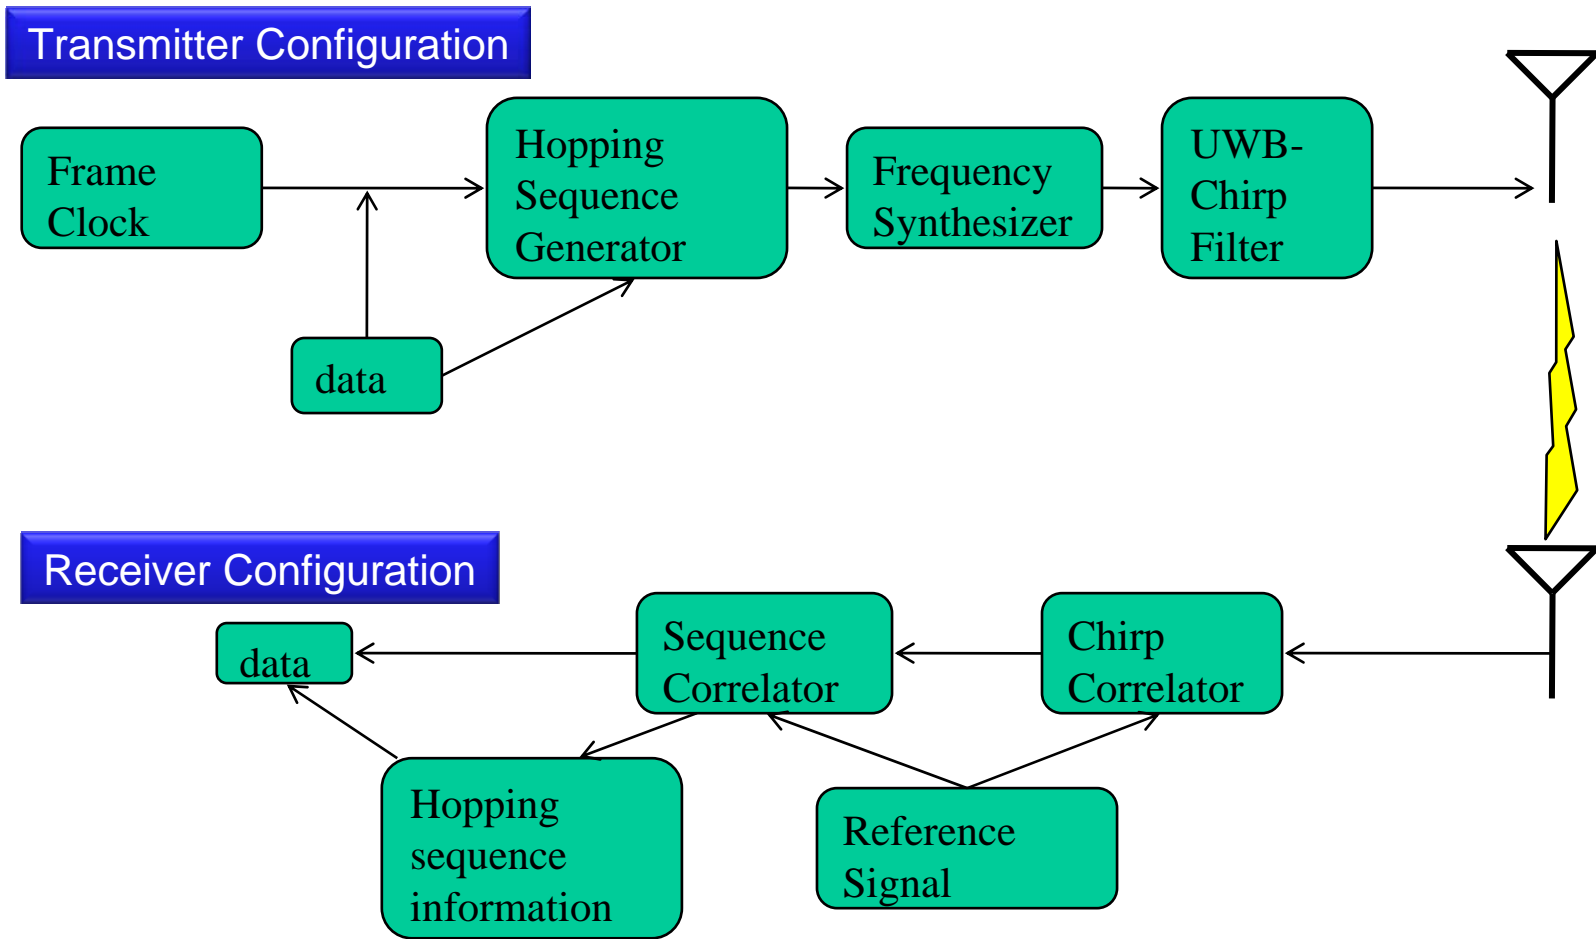 Transmitter Configuration
Frame
Clock
Hopping
Sequence
Generator
Frequency
Synthesizer
UWB-
Chirp
Filter
data
Receiver Configuration
data
Sequence
Correlator
Chirp
Correlator
Hopping
sequence
information
Reference
Signal